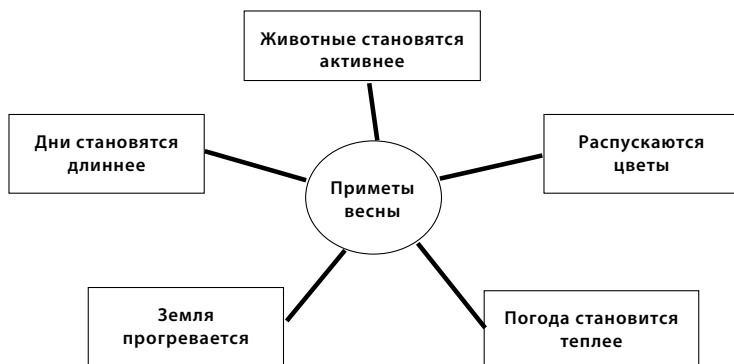 Животные становятся
активнее
Дни становятся
длиннее
Распускаются
цветы
Приметы
весны
Земля
прогревается
Погода становится
теплее